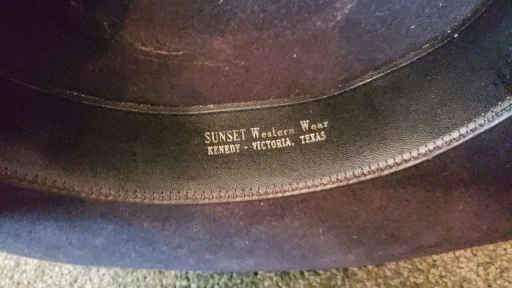 SUNSET Western Wear
KENEDY - VICTORIA, TEXAS